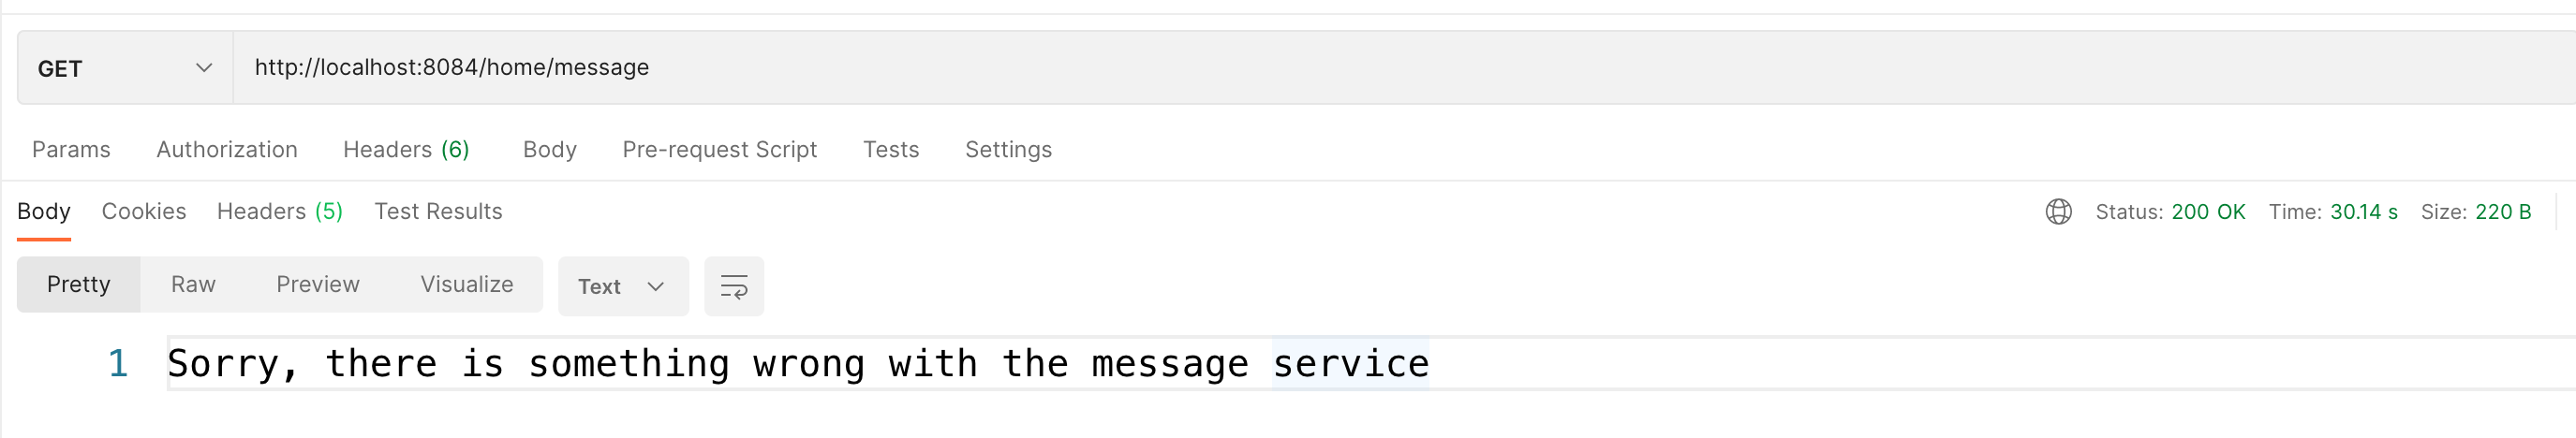 GET http://localhost:8084/home/message
Params Authorization Headers (6) Body Pre-request Script Tests Settings
Body Cookies Headers (5) Test Results Status: 200 OK Time: 30.14 s Size: 220 B
Pretty Raw Preview Visualize Text
1 Sorry, there is something wrong with the message service